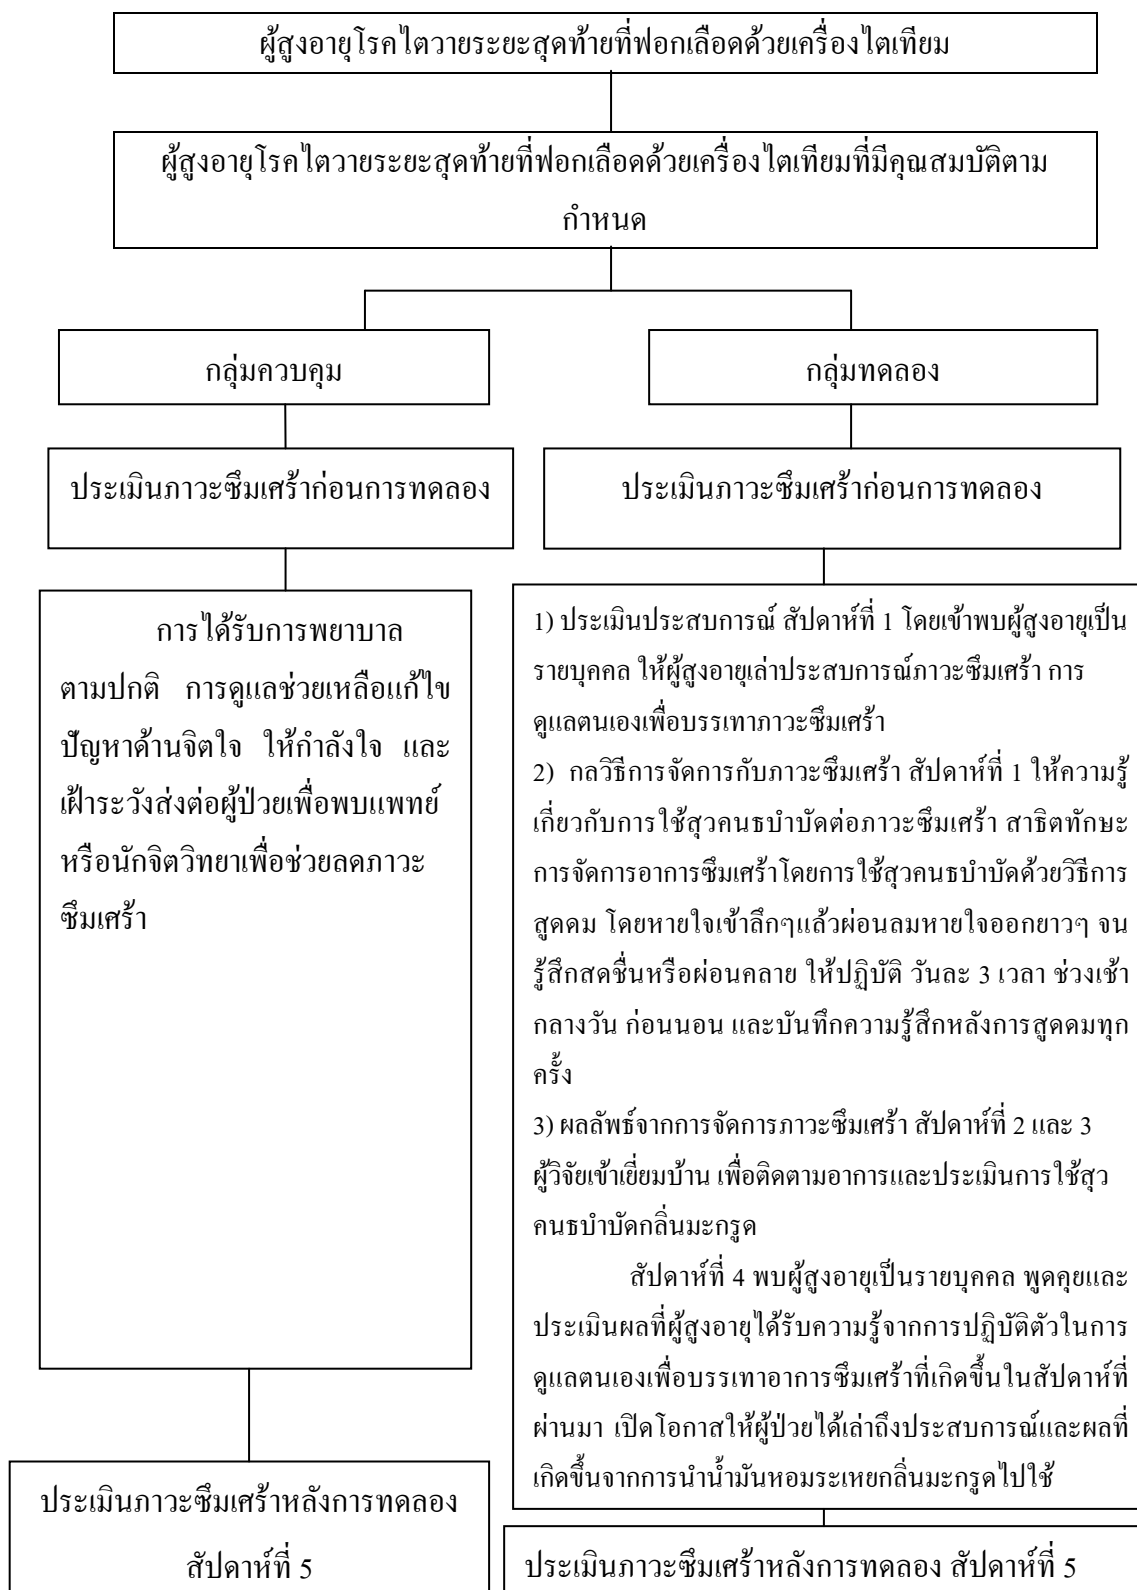 ผู้สูงอายุโรคไตวายระยะสุดท้ายที่ฟอกเลือดด้วยเครื่องไตเทียม
ผู้สูงอายุโรคไตวายระยะสุดท้ายที่ฟอกเลือดด้วยเครื่องไตเทียมที่มีคุณสมบัติตาม
กำหนด
กลุ่มควบคุม
ประเมินภาวะซึมเศร้าก่อนการทดลอง
การได้รับการพยาบาล
ตามปกติ การดูแลช่วยเหลือแก้ไข
ปัญหาด้านจิตใจ ให้กำลังใจ และ
เฝ้าระวังส่งต่อผู้ป่วยเพื่อพบแพทย์
หรือนักจิตวิทยาเพื่อช่วยลดภาวะ
ซึมเศร้า
ประเมินภาวะซึมเศร้าหลังการทดลอง
สัปดาห์ที่ 5
กลุ่มทดลอง
ประเมินภาวะซึมเศร้าก่อนการทดลอง
1) ประเมินประสบการณ์ สัปดาห์ที่ 1 โดยเข้าพบผู้สูงอายุเป็น
รายบุคคล ให้ผู้สูงอายุเล่าประสบการณ์ภาวะซึมเศร้า การ
ดูแลตนเองเพื่อบรรเทาภาวะซึมเศร้า
2) กลวิธีการจัดการกับภาวะซึมเศร้า สัปดาห์ที่ 1 ให้ความรู้
เกี่ยวกับการใช้สุวคนธบำบัดต่อภาวะซึมเศร้า สาธิตทักษะ
การจัดการอาการซึมเศร้าโดยการใช้สุวคนธบำบัดด้วยวิธีการ
สูดดม โดยหายใจเข้าลึกๆแล้วผ่อนลมหายใจออกยาวๆ จน
รู้สึกสดชื่นหรือผ่อนคลาย ให้ปฏิบัติ วันละ 3 เวลา ช่วงเช้า
กลางวัน ก่อนนอน และบันทึกความรู้สึกหลังการสูดดมทุก
ครั้ง
3) ผลลัพธ์จากการจัดการภาวะซึมเศร้า สัปดาห์ที่ 2 และ 3
ผู้วิจัยเข้าเยี่ยมบ้าน เพื่อติดตามอาการและประเมินการใช้สุว
คนธบำบัดกลิ่นมะกรูด
สัปดาห์ที่ 4 พบผู้สูงอายุเป็นรายบุคคล พูดคุยและ
ประเมินผลที่ผู้สูงอายุได้รับความรู้จากการปฏิบัติตัวในการ
ดูแลตนเองเพื่อบรรเทาอาการซึมเศร้าที่เกิดขึ้นในสัปดาห์ที่
ผ่านมา เปิดโอกาสให้ผู้ป่วยได้เล่าถึงประสบการณ์และผลที่
เกิดขึ้นจากการนำน้ำมันหอมระเหยกลิ่นมะกรูดไปใช้
ประเมินภาวะซึมเศร้าหลังการทดลอง สัปดาห์ที่ 5